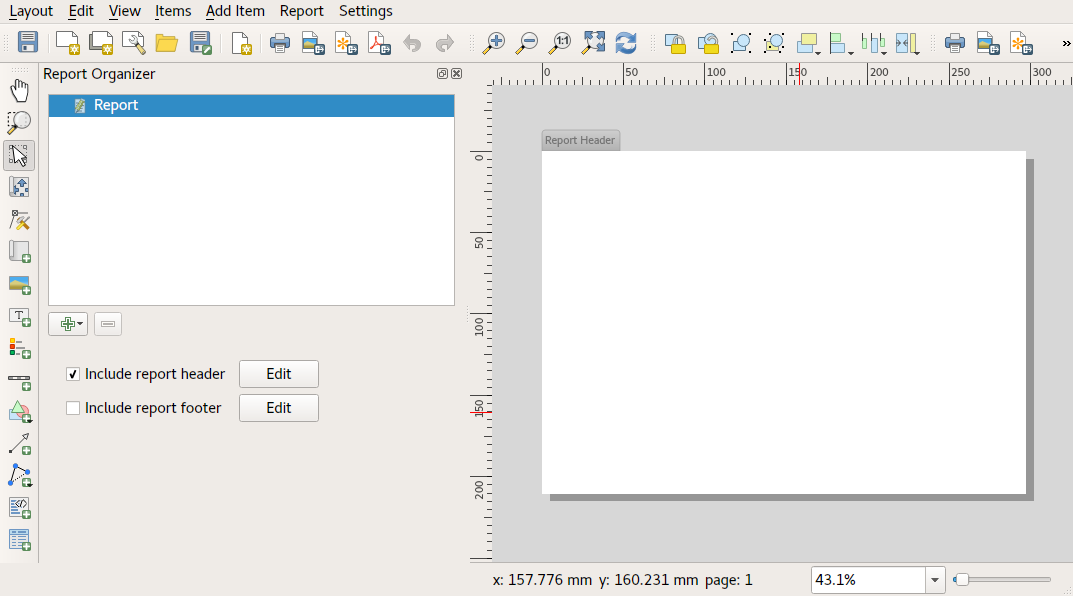 Layout Edit View Items Add Item Report Settings
1:1
»
Report Organizer
0 50 100 150 200 250 300
Report
Report Header
0
50
100
150
200
T
Include report header Edit
Include report footer Edit
x: 157.776 mm y: 160.231 mm page: 1 43.1%